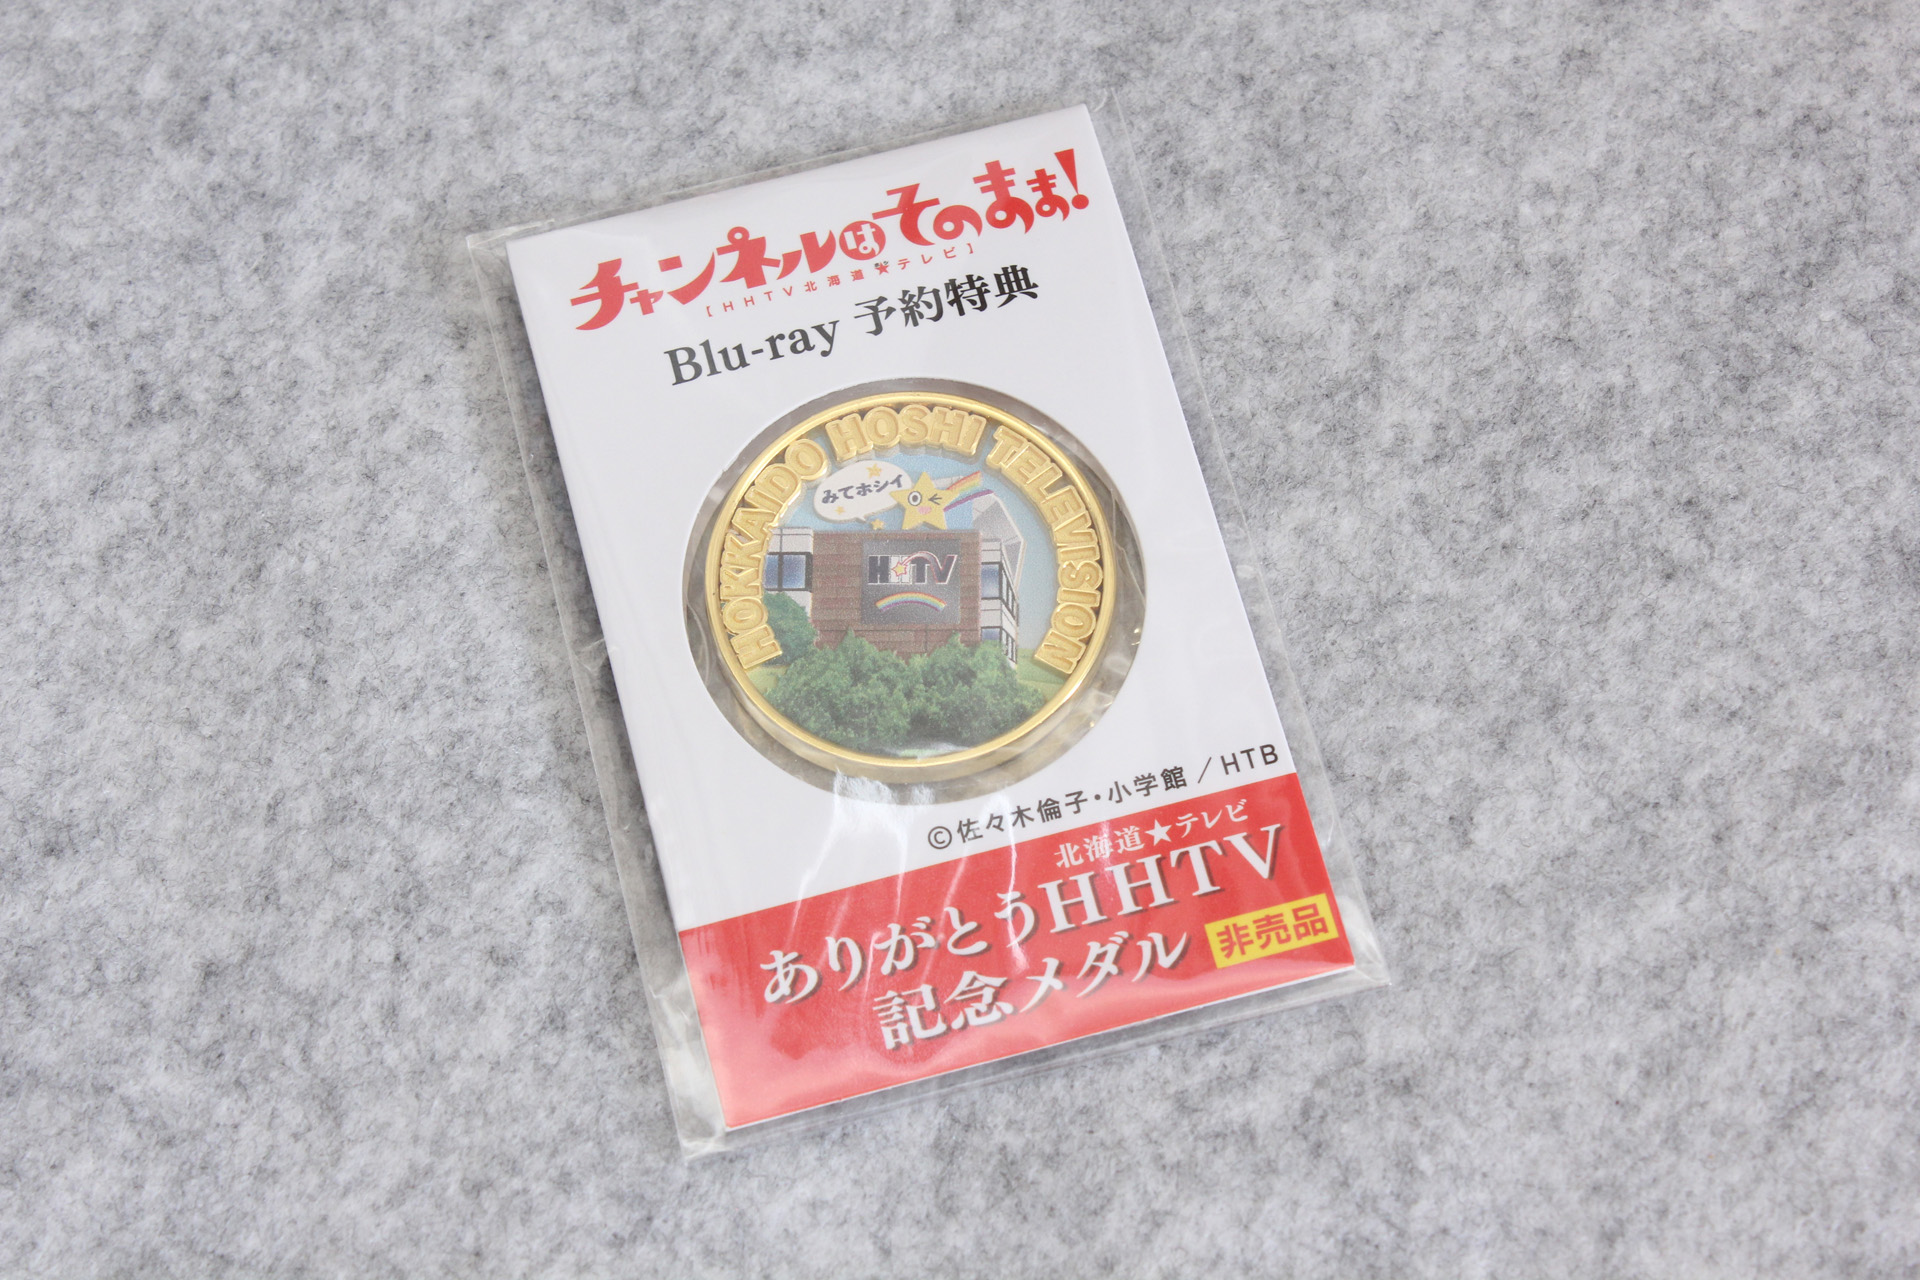 チャンネルはそのまま!
[HHTV北海道★テレビ]
Blu-ray 予約特典
HOKKAIDO HOSHI TELEVISION
みてホシイ
HHTV
©佐々木倫子・小学館／HTB
北海道★テレビ
ありがとうHHTV
記念メダル
非売品